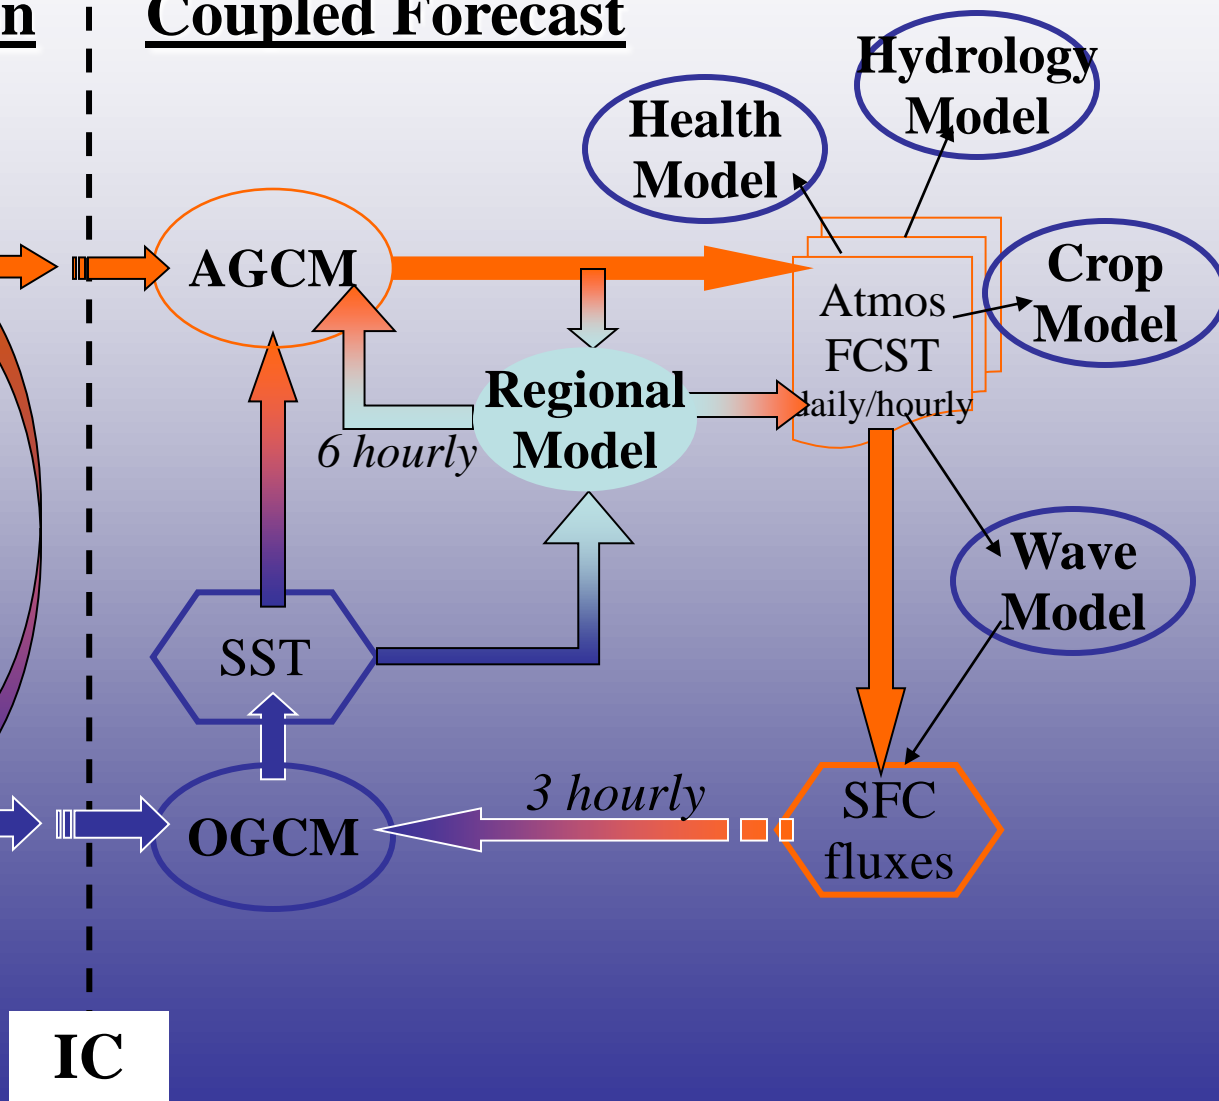 n
Coupled Forecast
Hydrology
Model
Health
Model
AGCM
Crop
Model
Atmos
FCST
daily/hourly
Regional
Model
6 hourly
Wave
Model
SST
3 hourly
SFC
fluxes
OGCM
IC